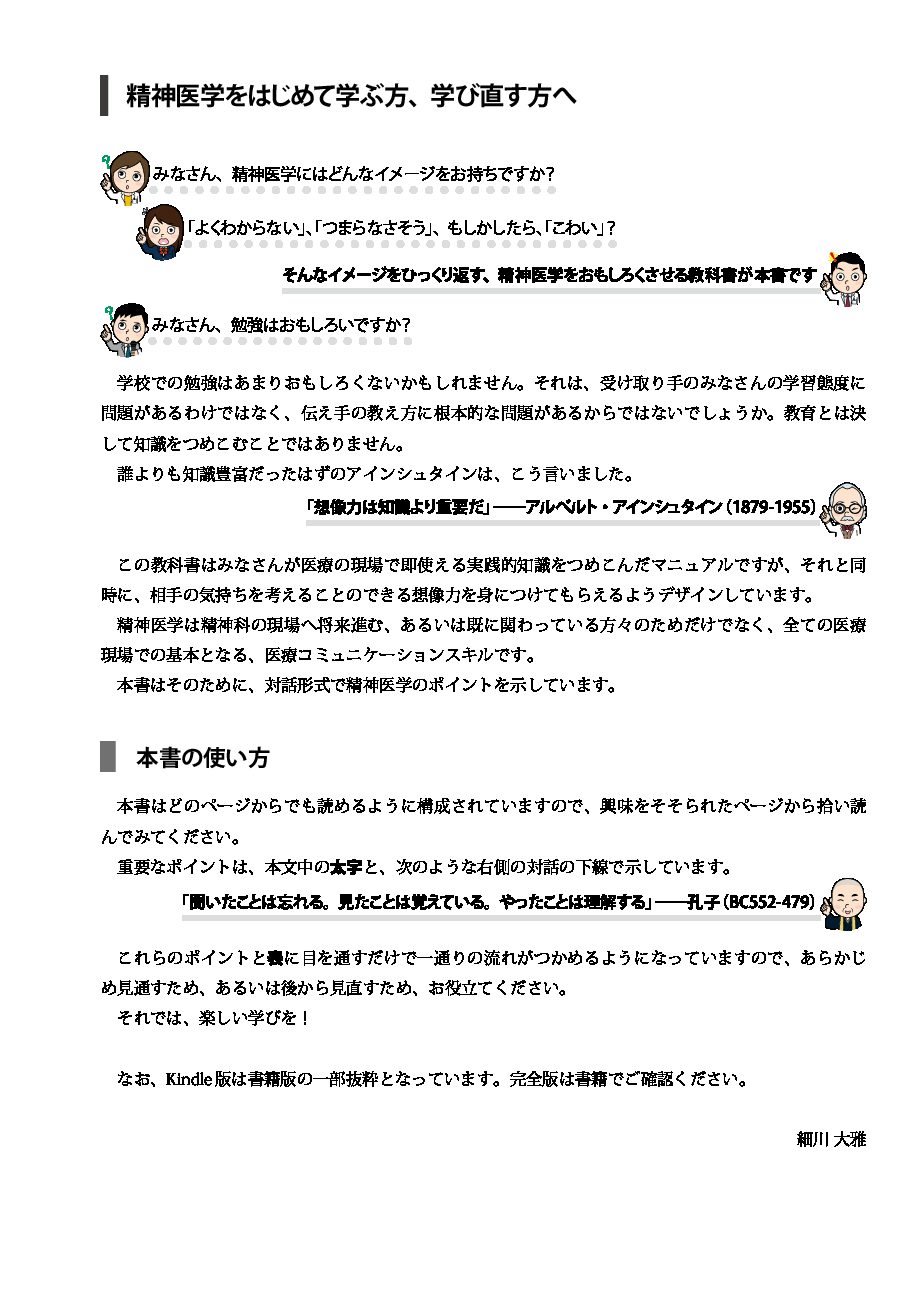 精神医学をはじめて学ぶ方、学び直す方へ
みなさん、精神医学にはどんなイメージをお持ちですか？
「よくわからない」、「つまらなさそう」、もしかしたら、「こわい」？
そんなイメージをひっくり返す、精神医学をおもしろくさせる教科書が本書です
みなさん、勉強はおもしろいですか？
学校での勉強はあまりおもしろくないかもしれません。それは、受け取り手のみなさんの学習態度に
問題があるわけではなく、伝え手の教え方に根本的な問題があるからではないでしょうか。教育とは決
して知識をつめこむことではありません。
誰よりも知識豊富だったはずのアインシュタインは、こう言いました。
「想像力は知識より重要だ」――アルベルト・アインシュタイン（1879-1955）
この教科書はみなさんが医療の現場で即使える実践的知識をつめこんだマニュアルですが、それと同
時に、相手の気持ちを考えることのできる想像力を身につけてもらえるようデザインしています。
精神医学は精神科の現場へ将来進む、あるいは既に関わっている方々のためだけでなく、全ての医療
現場での基本となる、医療コミュニケーションスキルです。
本書はそのために、対話形式で精神医学のポイントを示しています。
本書の使い方
本書はどのページからでも読めるように構成されていますので、興味をそそられたページから拾い読
んでみてください。
重要なポイントは、本文中の太字と、次のような右側の対話の下線で示しています。
「聞いたことは忘れる。見たことは覚えている。やったことは理解する」――孔子（BC552-479）
これらのポイントと表に目を通すだけで一通りの流れがつかめるようになっていますので、あらかじ
め見通すため、あるいは後から見直すため、お役立てください。
それでは、楽しい学びを！
なお、Kindle版は書籍版の一部抜粋となっています。完全版は書籍でご確認ください。
細川 大雅